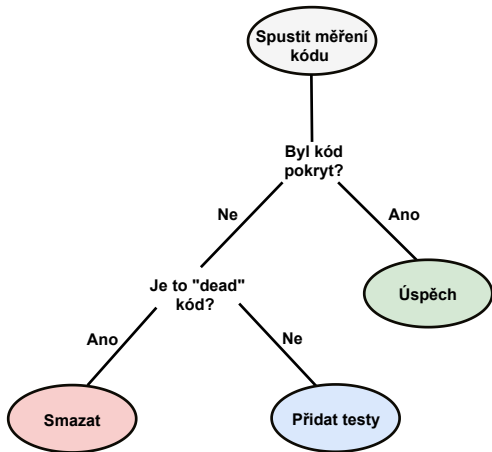 Spustit měření
kódu
Byl kód
pokryt?
Ne
Ano
Je to "dead"
kód?
Úspěch
Ano
Ne
Smazat
Přidat testy